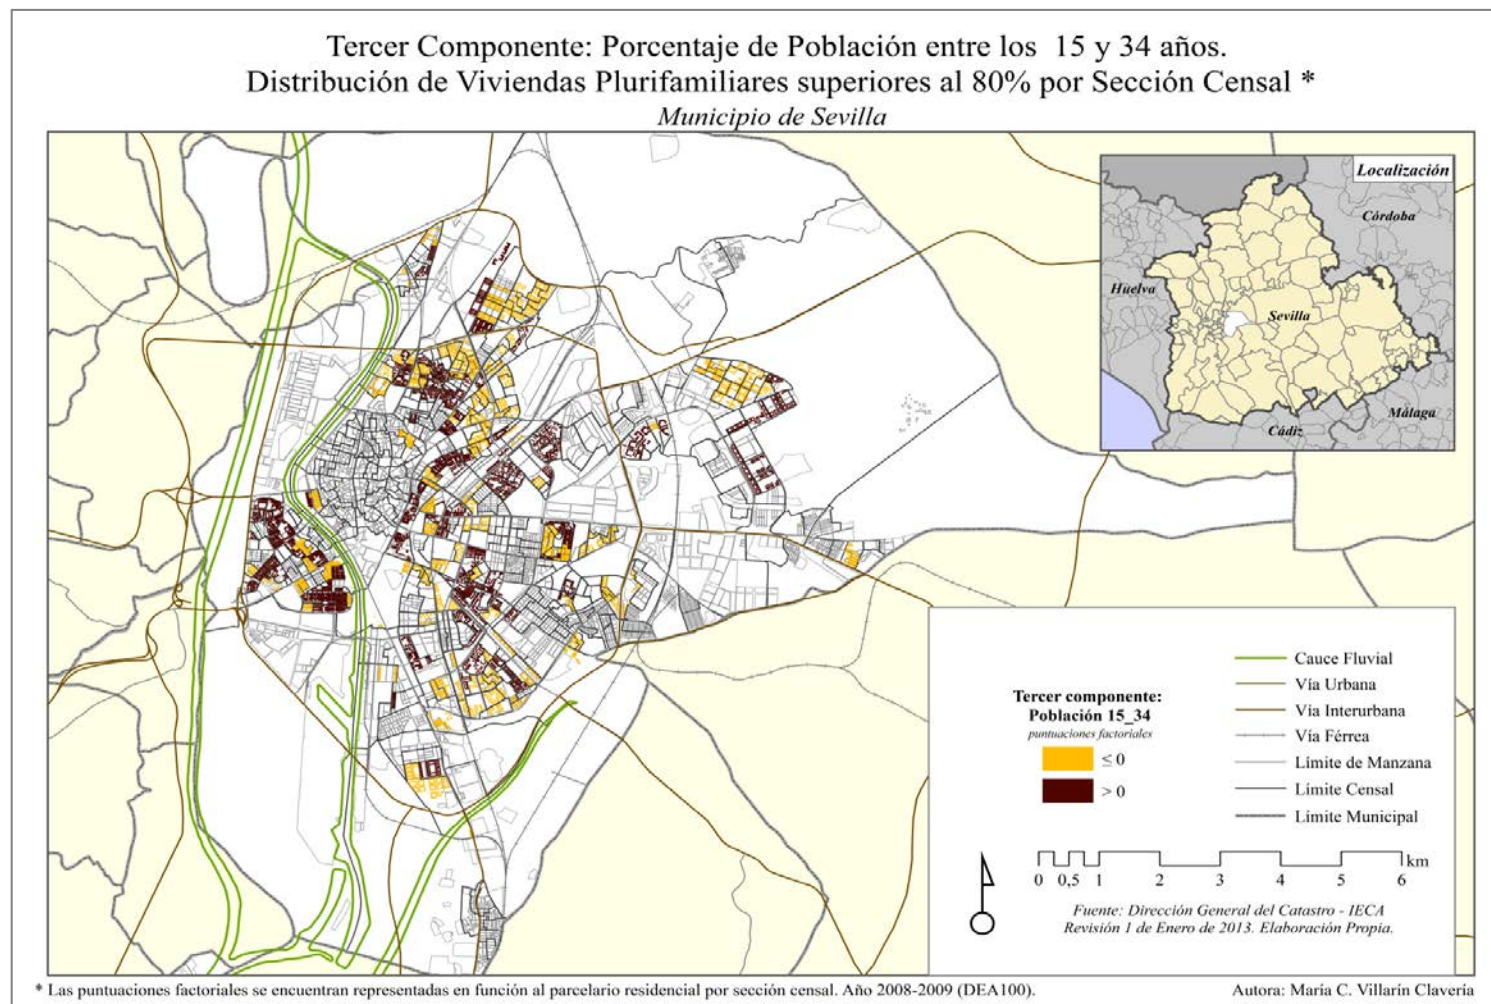 Tercer Componente: Porcentaje de Población entre los 15 y 34 años.
Distribución de Viviendas Plurifamiliares superiores al 80% por Sección Censal *
Municipio de Sevilla
Localización
Córdoba
Huelva
Sevilla
Málaga
Cádiz
Tercer componente:
Población 15_34
puntuaciones factoriales
≤ 0
> 0
Cauce Fluvial
Vía Urbana
Vía Interurbana
Vía Férrea
Límite de Manzana
Límite Censal
Límite Municipal
km
0 0,5 1 2 3 4 5 6
Fuente: Dirección General del Catastro - IECA
Revisión 1 de Enero de 2013. Elaboración Propia.
* Las puntuaciones factoriales se encuentran representadas en función al parcelario residencial por sección censal. Año 2008-2009 (DEA100).
Autora: María C. Villarín Clavería